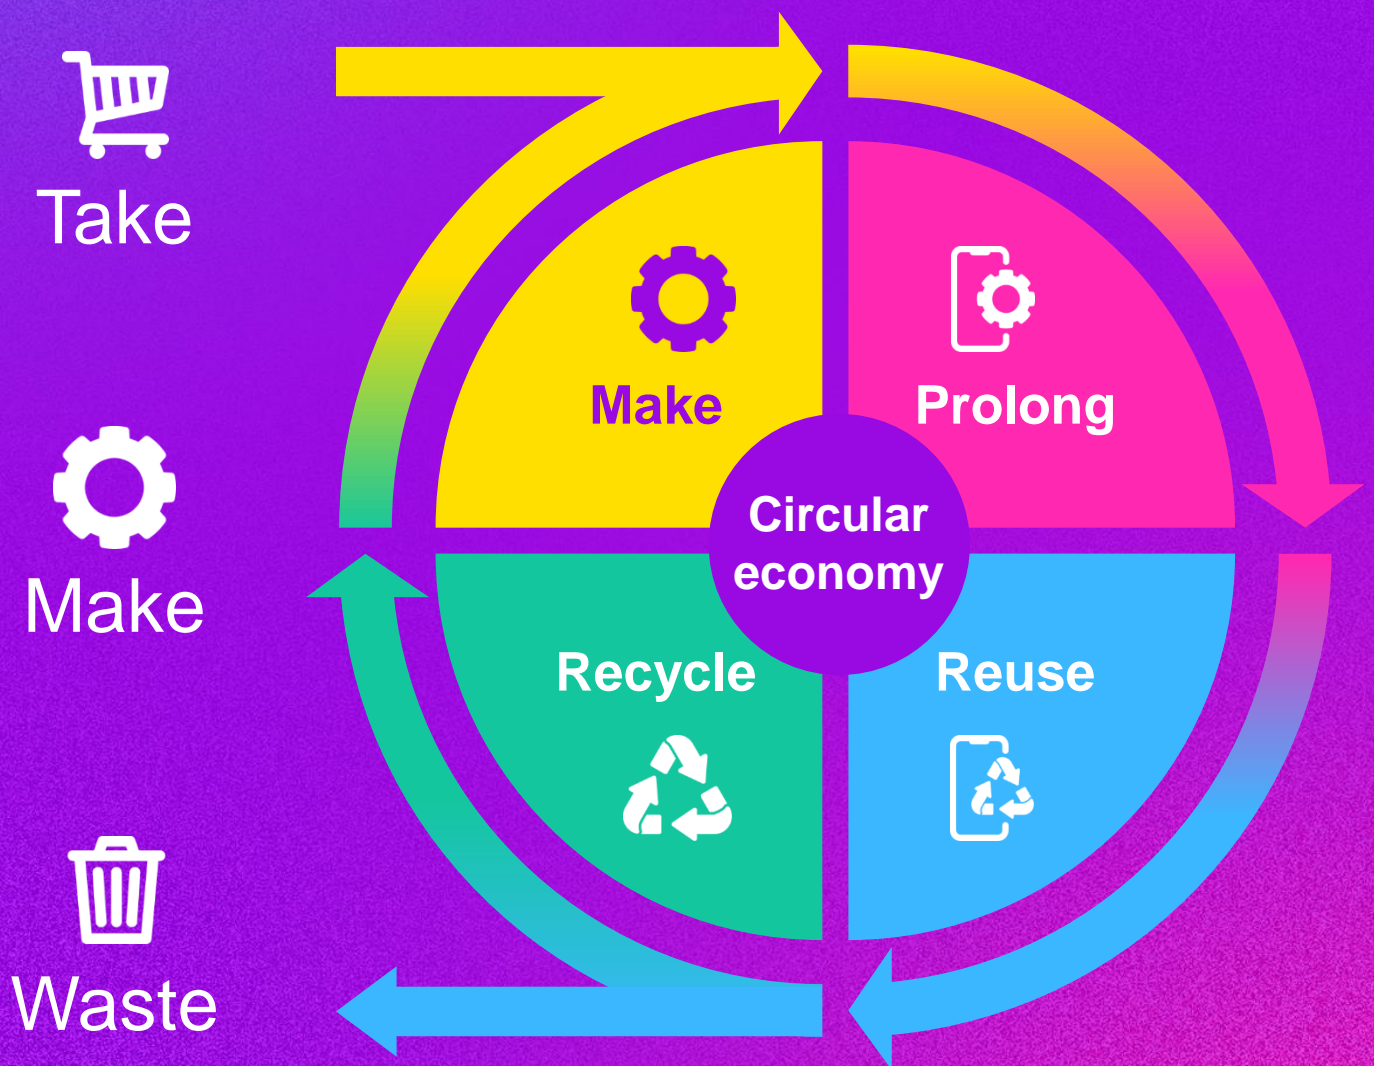 Take
Make
Waste
Make
Prolong
Circular
economy
Recycle
Reuse